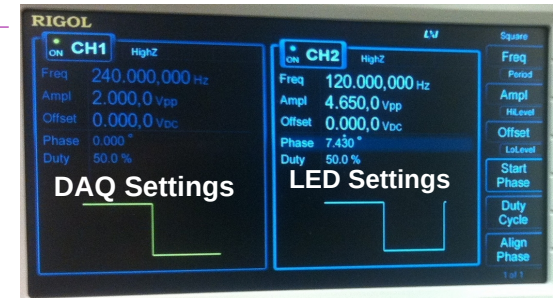 RIGOL
Square
ON CH1 HighZ
Freq 240.000,000 Hz
Ampl 2.000,0 Vpp
Offset 0.000,0 VDC
Phase 0.000 °
Duty 50.0 %
DAQ Settings
ON CH2 HighZ
Freq 120.000,000 Hz
Ampl 4.650,0 Vpp
Offset 0.000,0 VDC
Phase 7.430 °
Duty 50.0 %
LED Settings
Freq
Period
Ampl
HiLevel
Offset
LoLevel
Start
Phase
Duty
Cycle
Align
Phase
1 of 1